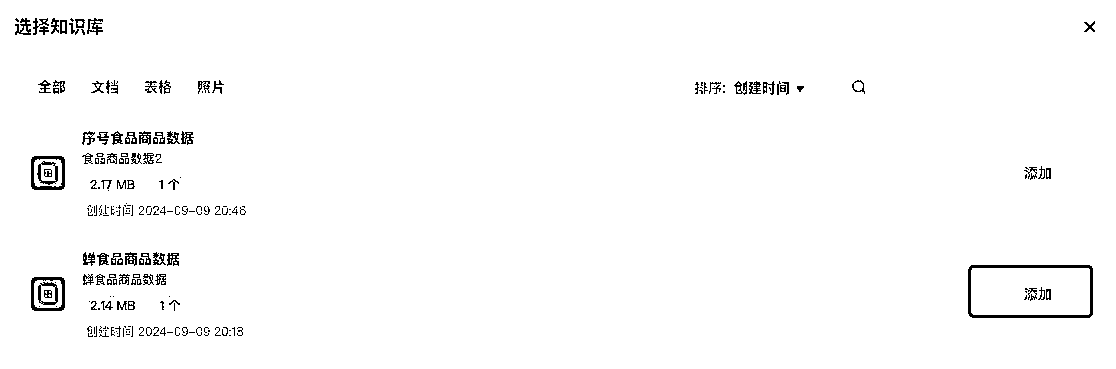 选择知识库
全部 文档 表格 照片 排序: 创建时间
序号食品商品数据
食品商品数据2
2.17 MB 1个
添加
创建时间 2024-09-09 20:46
蝉食品商品数据
蝉食品商品数据
2.14 MB 1个
添加
创建时间 2024-09-09 20:18